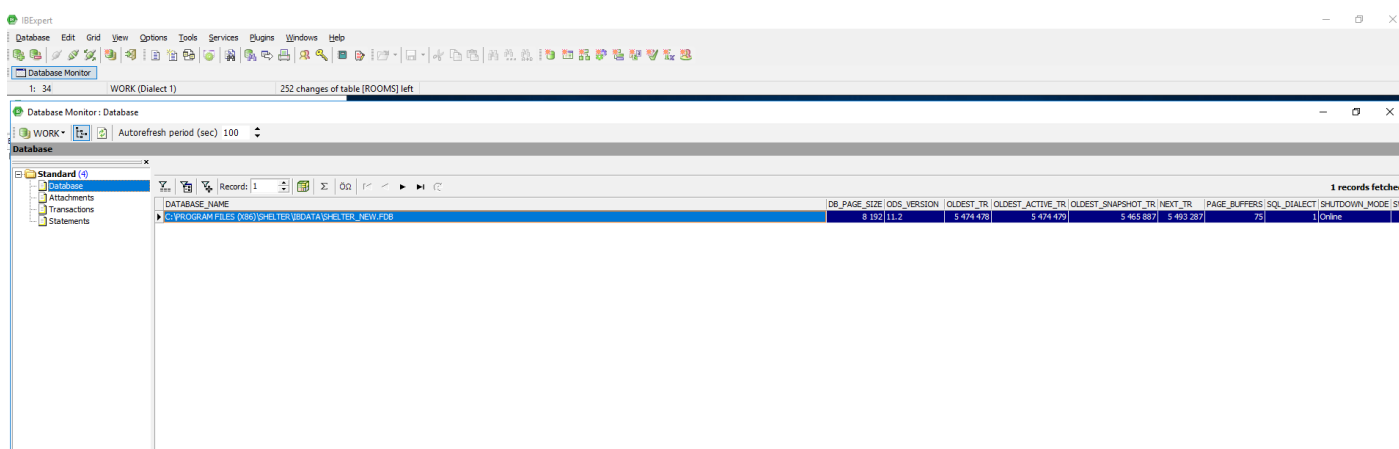 IBExpert
Database Edit Grid View Options Tools Services Plugins Windows Help
Database Monitor
1: 34 WORK (Dialect 1) 252 changes of table [ROOMS] left
Database Monitor : Database
WORK Autorefresh period (sec) 100
Database
Standard (4)
Database
Attachments
Transactions
Statements
Record: 1 Σ ÖΩ
1 records fetched
DATABASE_NAME DB_PAGE_SIZE ODS_VERSION OLDEST_TR OLDEST_ACTIVE_TR OLDEST_SNAPSHOT_TR NEXT_TR PAGE_BUFFERS SQL_DIALECT SHUTDOWN_MODE
C:\PROGRAM FILES (X86)\SHELTER\IBDATA\SHELTER_NEW.FDB 8 192 11.2 5 474 478 5 474 479 5 465 887 5 493 287 75 1 Online